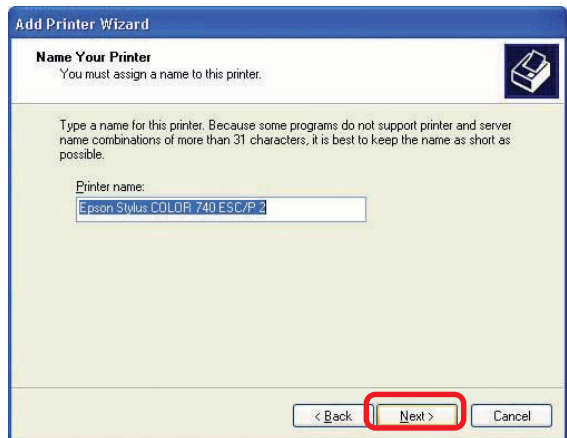 Add Printer Wizard
Name Your Printer
You must assign a name to this printer.
Type a name for this printer. Because some programs do not support printer and server
name combinations of more than 31 characters, it is best to keep the name as short as
possible.
Printer name:
Epson Stylus COLOR 740 ESC/P 2
< Back
Next >
Cancel